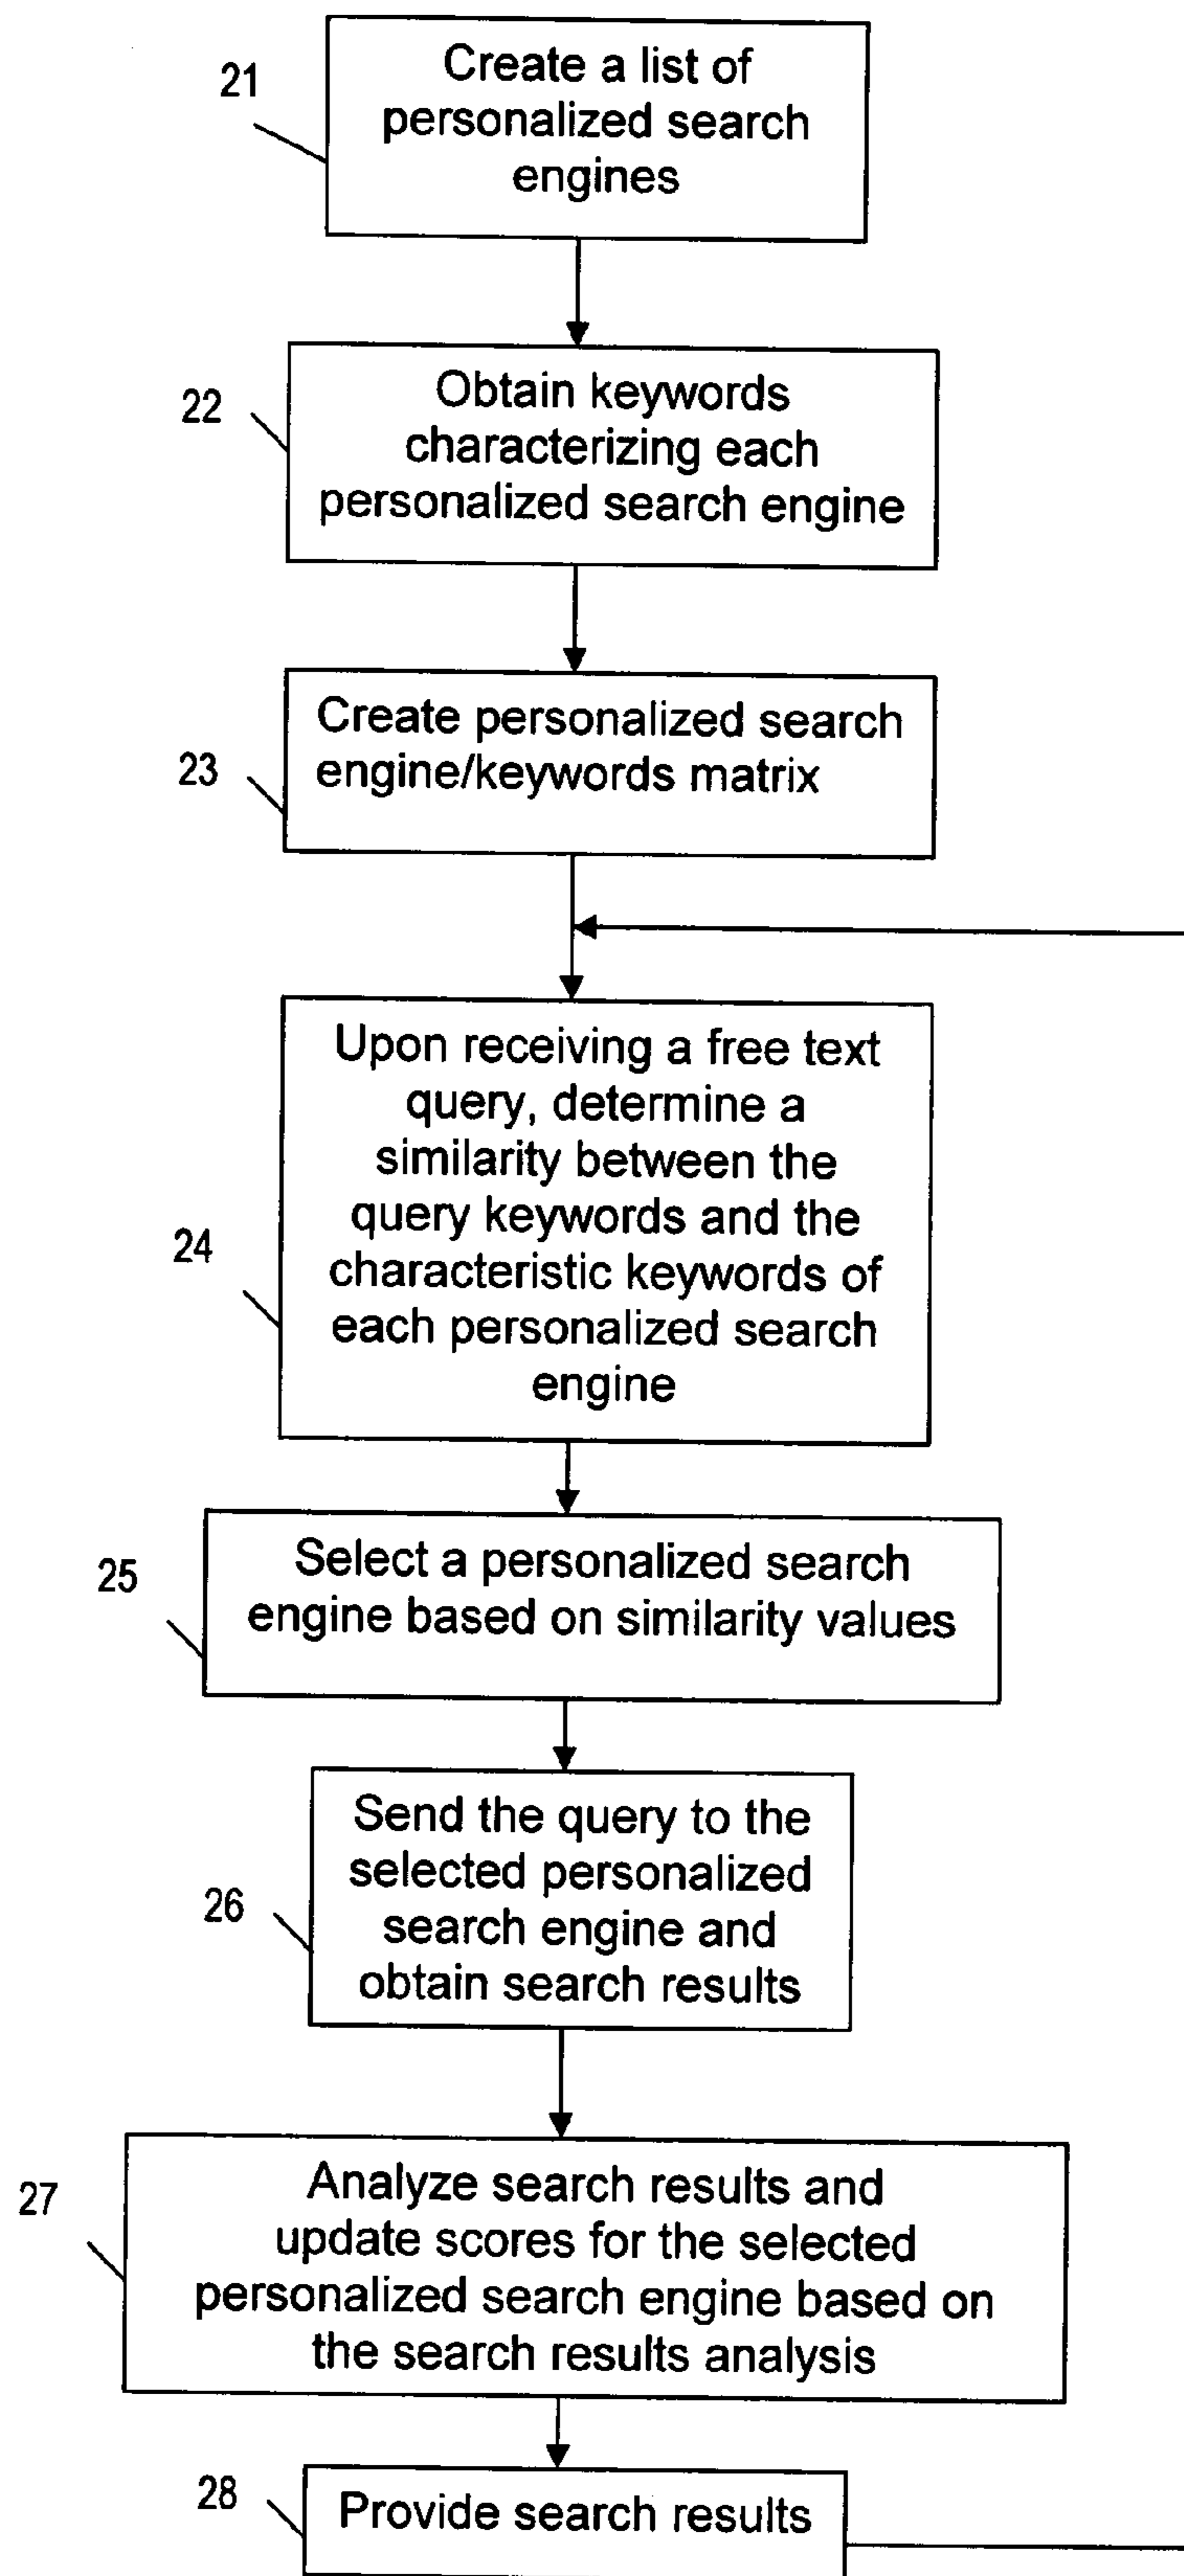 21
Create a list of
personalized search
engines
22
Obtain keywords
characterizing each
personalized search engine
23
Create personalized search
engine/keywords matrix
24
Upon receiving a free text
query, determine a
similarity between the
query keywords and the
characteristic keywords of
each personalized search
engine
25
Select a personalized search
engine based on similarity values
26
Send the query to the
selected personalized
search engine and
obtain search results
27
Analyze search results and
update scores for the selected
personalized search engine based on
the search results analysis
28
Provide search results